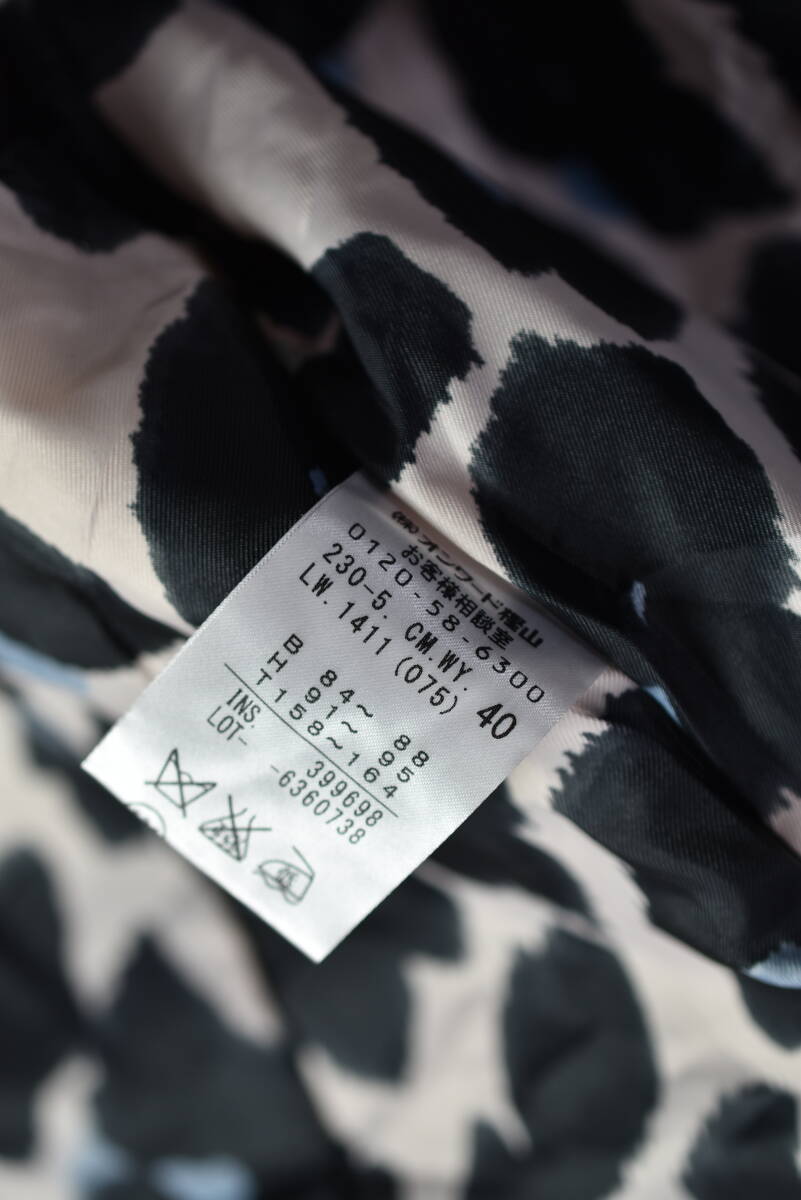 (株)オンワード樫山
お客様相談室
0120-58-6300
230-5. CM.WY.
LW.1411(075) 40
B 84～ 88
H 91～ 95
T158～164
INS. 399698
LOT- -6360738